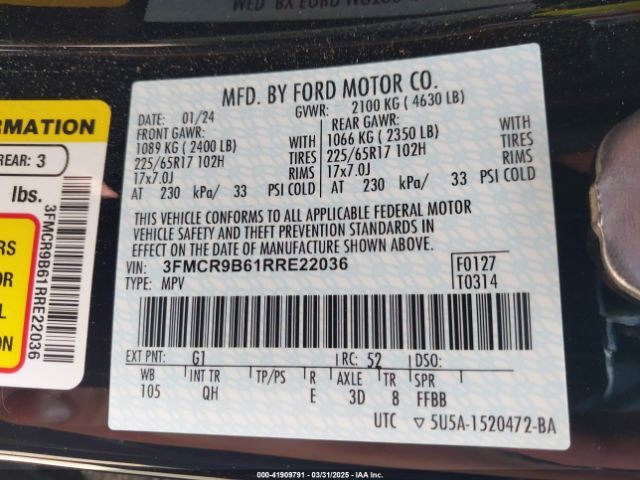 MFD. BY FORD MOTOR CO.
DATE: 01/24 GVWR: 2100 KG ( 4630 LB)
FRONT GAWR: REAR GAWR:
1089 KG ( 2400 LB) WITH 1066 KG ( 2350 LB) WITH
225/65R17 102H TIRES 225/65R17 102H TIRES
17x7.0J RIMS 17x7.0J RIMS
AT 230 kPa/ 33 PSI COLD AT 230 kPa/ 33 PSI COLD
THIS VEHICLE CONFORMS TO ALL APPLICABLE FEDERAL MOTOR
VEHICLE SAFETY AND THEFT PREVENTION STANDARDS IN
EFFECT ON THE DATE OF MANUFACTURE SHOWN ABOVE.
VIN: 3FMCR9B61RRE22036 F0127
TYPE: MPV T0314
EXT PNT: G1 RC: 52 DSO:
WB INT TR TP/PS R AXLE TR SPR
105 QH E 3D 8 FFBB
UTC ▽5U5A-1520472-BA
ORMATION
REAR: 3
lbs.
3FMCR9B61RRE22036
RS
OR
© 41909791 - 03/31/2025 - IAA Inc.